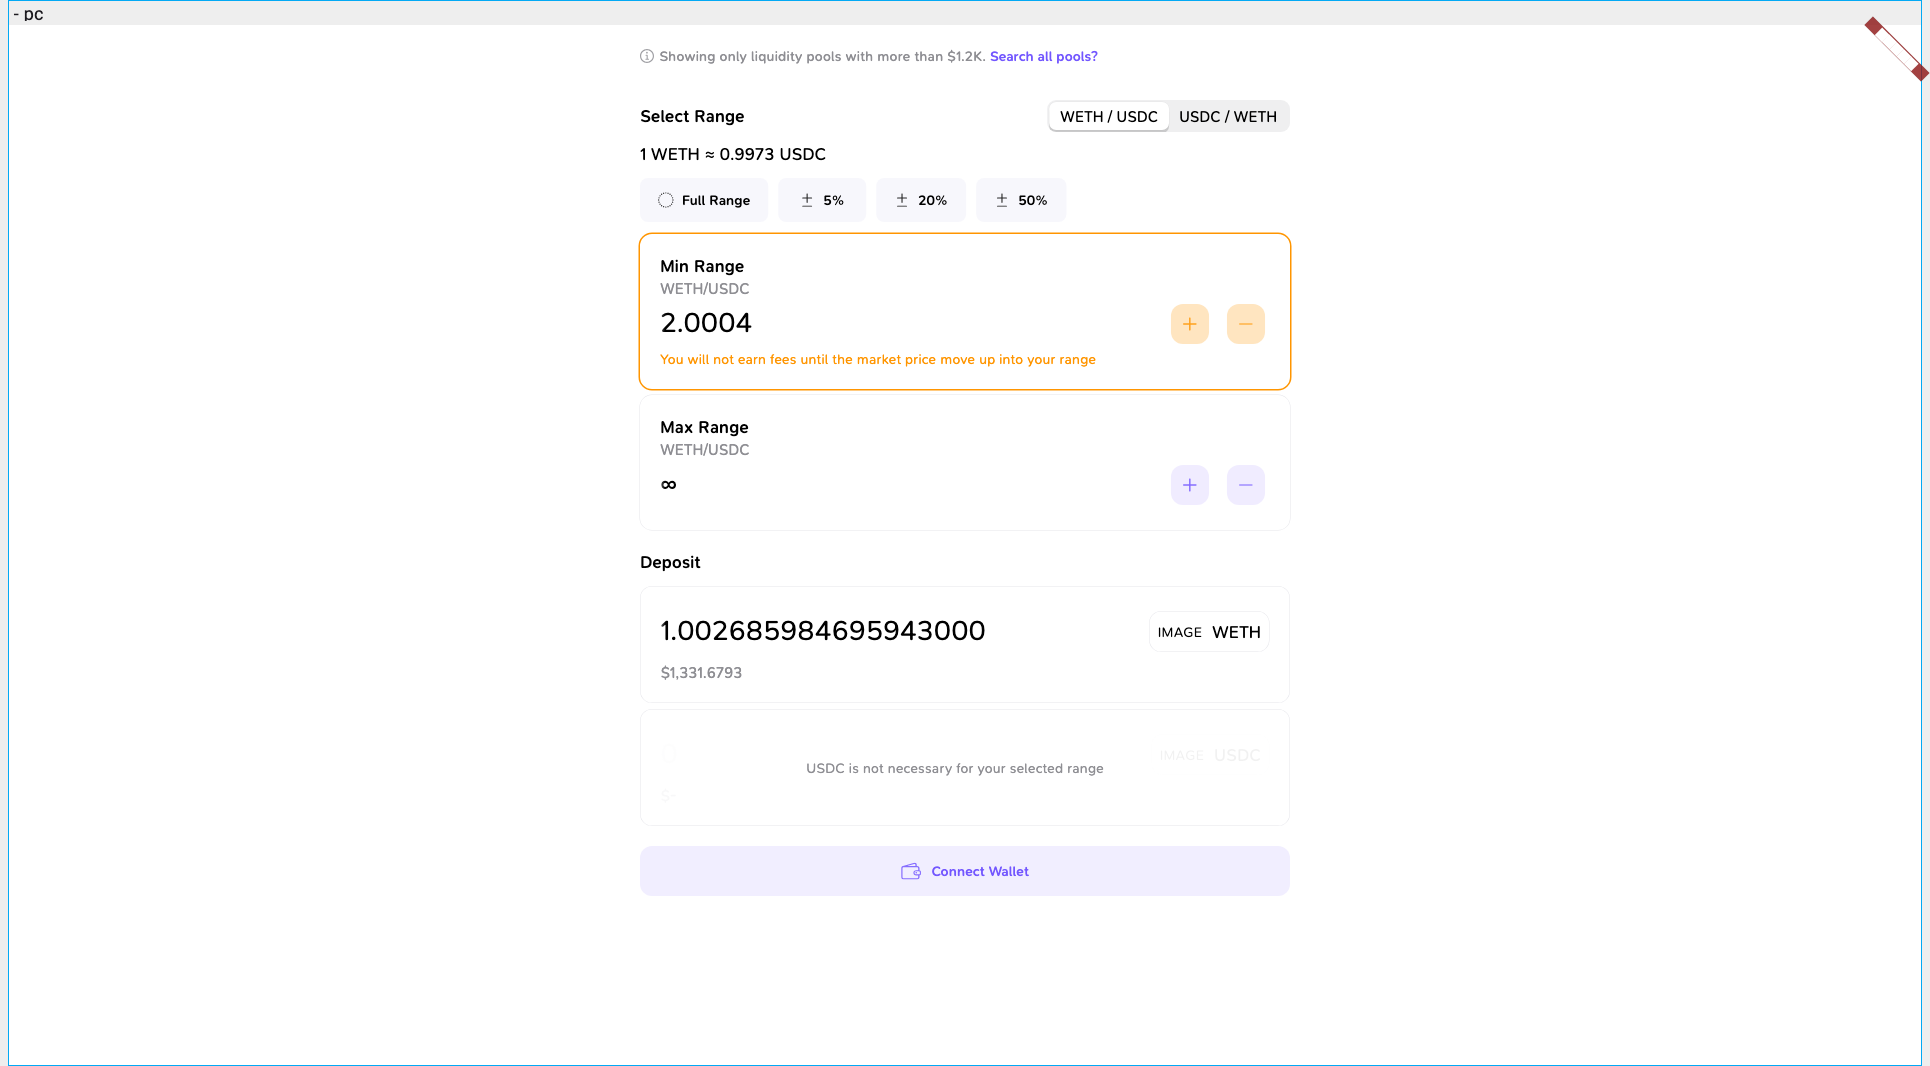 - pc
Showing only liquidity pools with more than $1.2K. Search all pools?
Select Range
WETH / USDC
USDC / WETH
1 WETH ≈ 0.9973 USDC
Full Range
± 5%
± 20%
± 50%
Min Range
WETH/USDC
2.0004
+ −
You will not earn fees until the market price move up into your range
Max Range
WETH/USDC
∞
+ −
Deposit
1.002685984695943000
IMAGE WETH
$1,331.6793
0
IMAGE USDC
USDC is not necessary for your selected range
$-
Connect Wallet